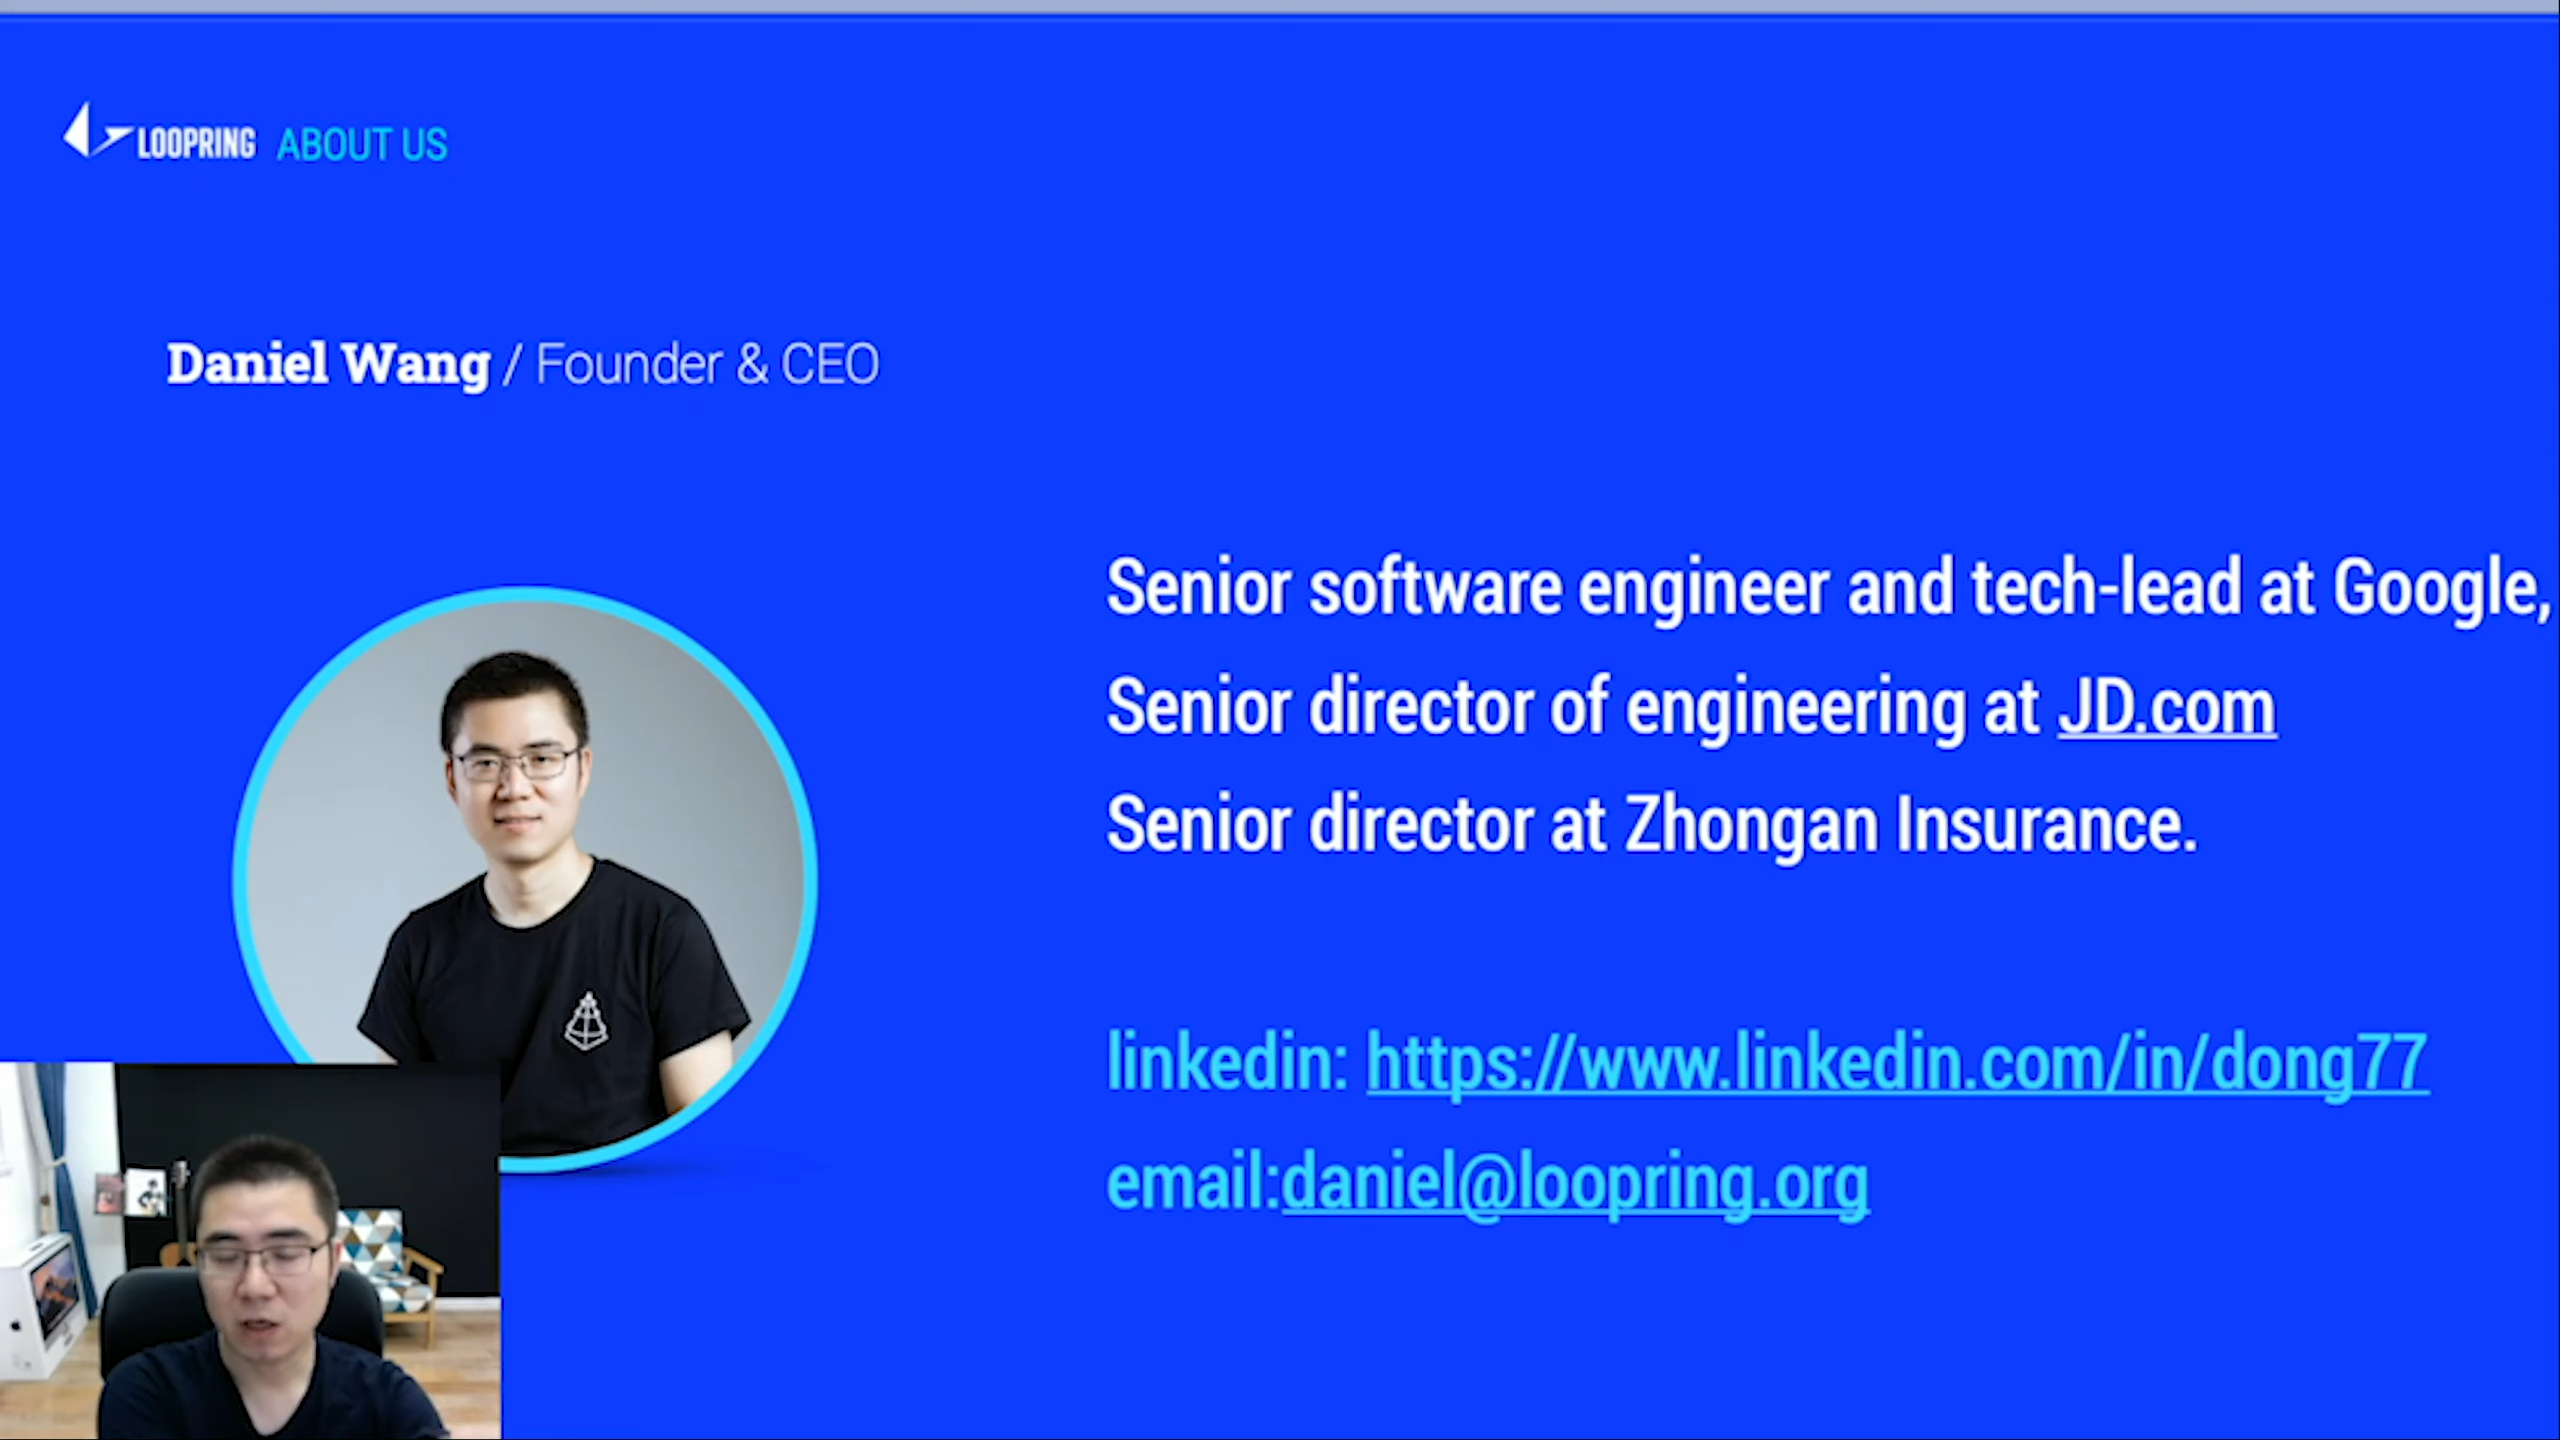 LOOPRING ABOUT US
Daniel Wang / Founder & CEO
Senior software engineer and tech-lead at Google,
Senior director of engineering at JD.com
Senior director at Zhongan Insurance.
linkedin: https://www.linkedin.com/in/dong77
email:daniel@loopring.org